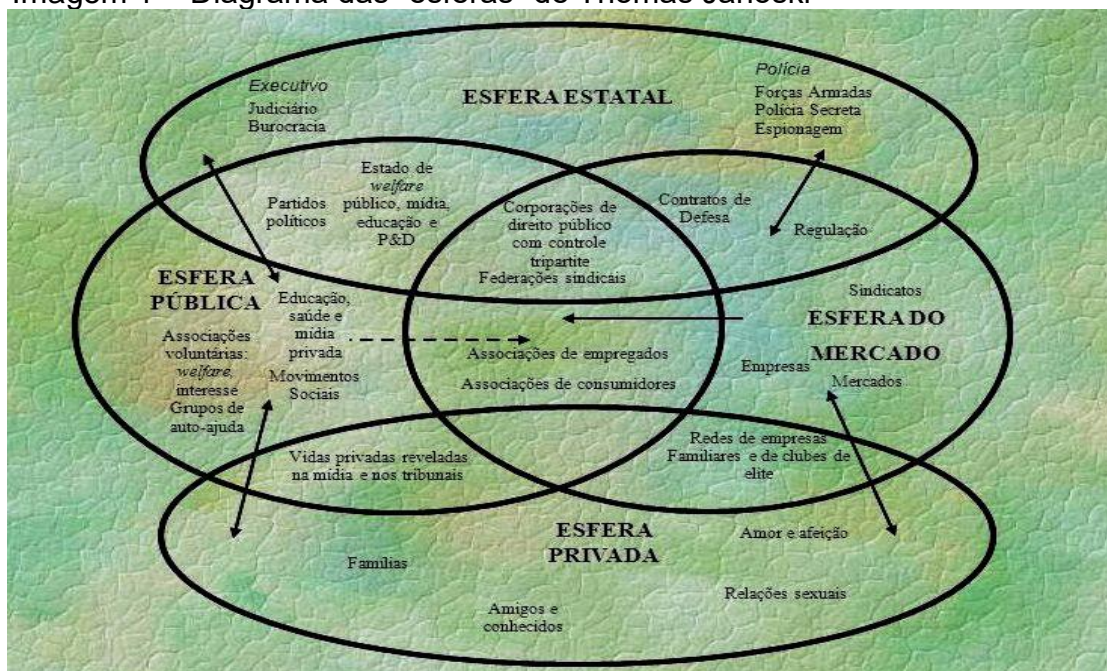 Imagem 1 – Diagrama das "esferas" de Thomas Janoski
Executivo
Judiciário
Burocracia
ESFERA ESTATAL
Polícia
Forças Armadas
Polícia Secreta
Espionagem
Partidos
políticos
Estado de
welfare
público, mídia,
educação e
P&D
Corporações de
direito público
com controle
tripartite
Federações sindicais
Contratos de
Defesa
Regulação
ESFERA
PÚBLICA
Associações
voluntárias:
welfare,
interesse
Grupos de
auto-ajuda
Educação,
saúde e
mídia
privada
Movimentos
Sociais
Associações de empregados
Associações de consumidores
Sindicatos
ESFERA DO
MERCADO
Empresas
Mercados
Vidas privadas reveladas
na mídia e nos tribunais
Redes de empresas
Familiares e de clubes de
elite
ESFERA
PRIVADA
Famílias
Amigos e
conhecidos
Amor e afeição
Relações sexuais